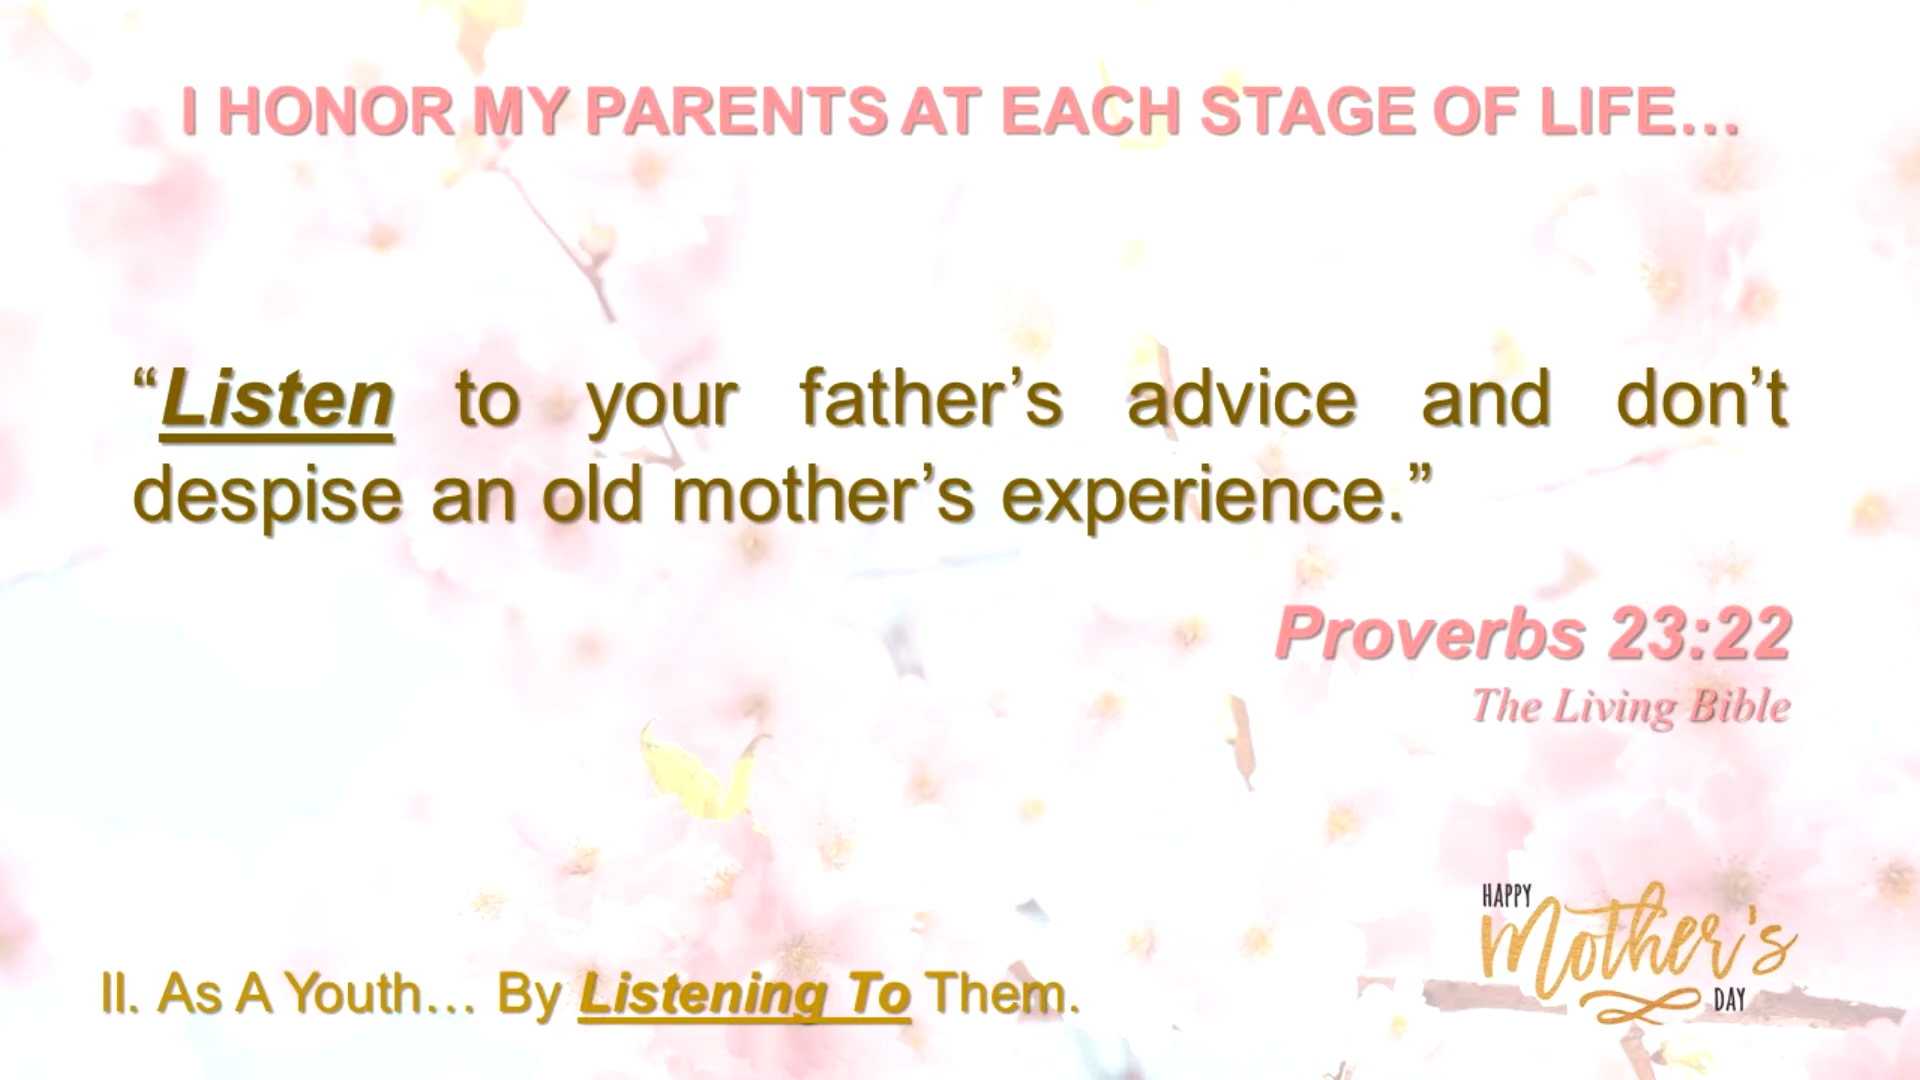 I HONOR MY PARENTS AT EACH STAGE OF LIFE…
“Listen to your father’s advice and don’t
despise an old mother’s experience.”
Proverbs 23:22
The Living Bible
II. As A Youth… By Listening To Them.
HAPPY
Mother's
DAY